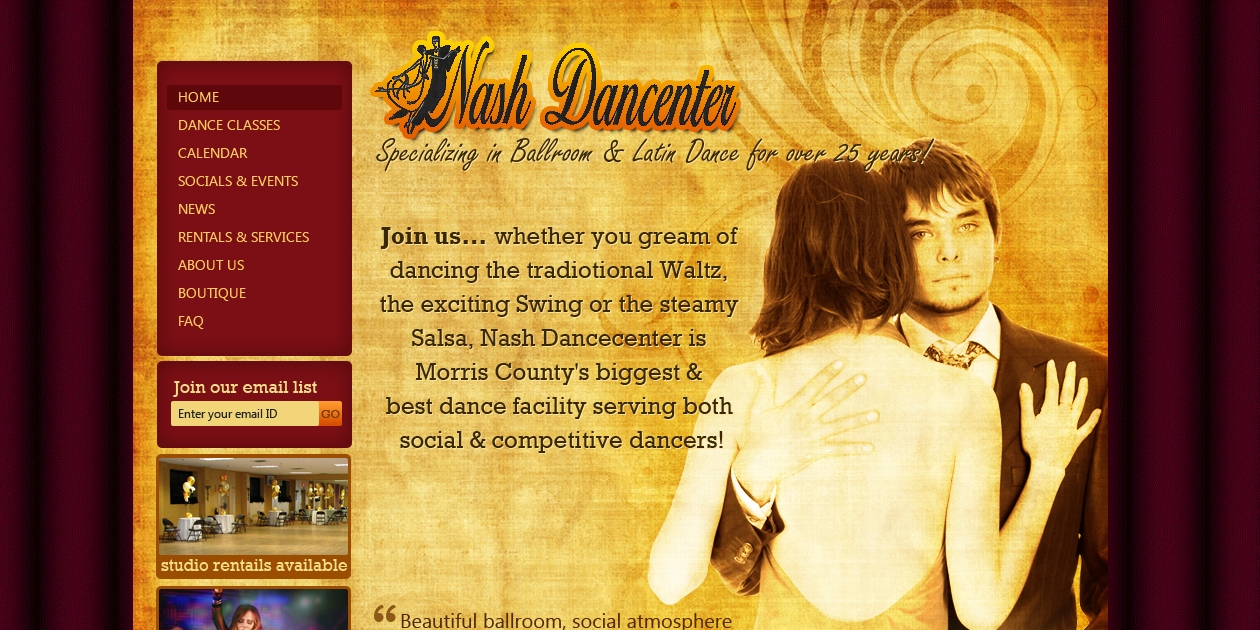 HOME
DANCE CLASSES
CALENDAR
SOCIALS & EVENTS
NEWS
RENTALS & SERVICES
ABOUT US
BOUTIQUE
FAQ
Join our email list
Enter your email ID GO
studio rentails available
Nash Dancenter
Specializing in Ballroom & Latin Dance for over 25 years!
Join us... whether you gream of
dancing the tradiotional Waltz,
the exciting Swing or the steamy
Salsa, Nash Dancecenter is
Morris County's biggest &
best dance facility serving both
social & competitive dancers!
“ Beautiful ballroom, social atmosphere